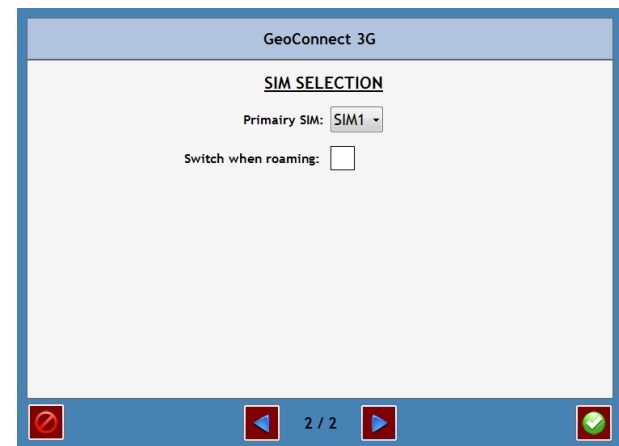 GeoConnect 3G
SIM SELECTION
Primairy SIM: SIM1
Switch when roaming:
2 / 2